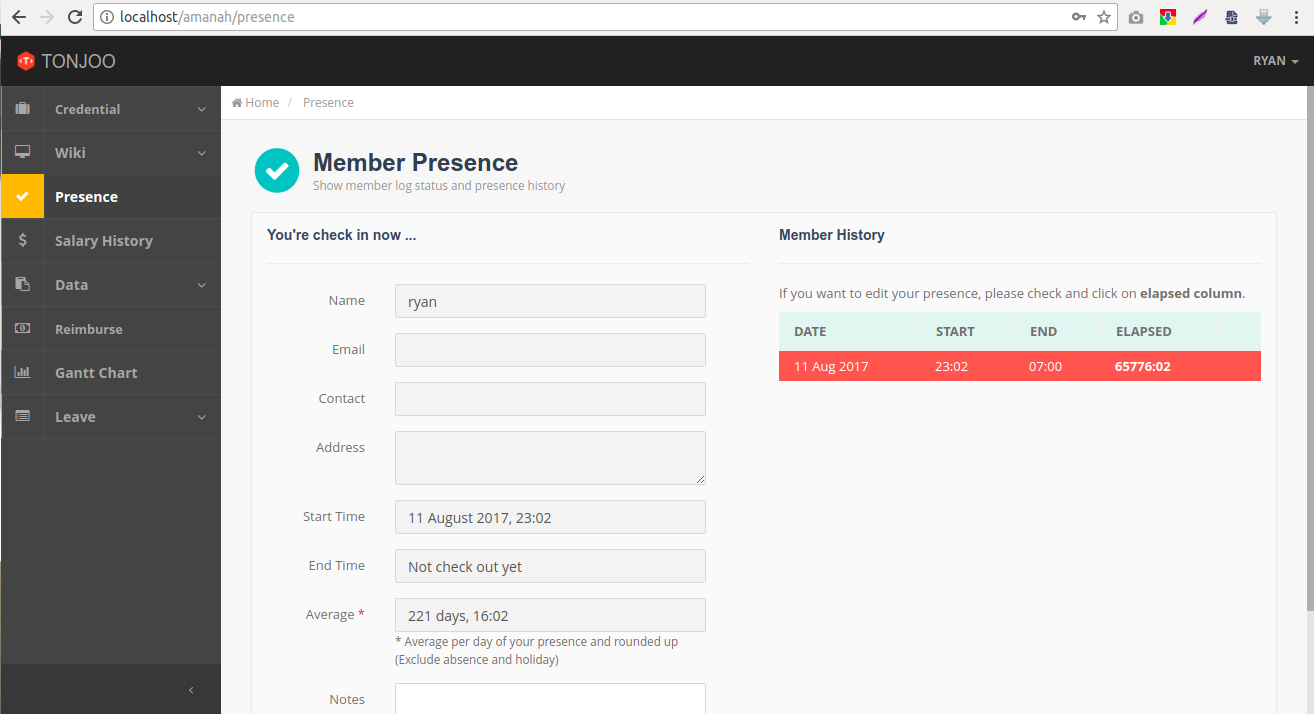 localhost/amanah/presence
TONJOO
RYAN
Credential
Wiki
Presence
Salary History
Data
Reimburse
Gantt Chart
Leave
Home / Presence
Member Presence
Show member log status and presence history
You're check in now ...
Name
ryan
Email
Contact
Address
Start Time
11 August 2017, 23:02
End Time
Not check out yet
Average *
221 days, 16:02
* Average per day of your presence and rounded up
(Exclude absence and holiday)
Notes
Member History
If you want to edit your presence, please check and click on elapsed column.
DATE START END ELAPSED
11 Aug 2017 23:02 07:00 65776:02